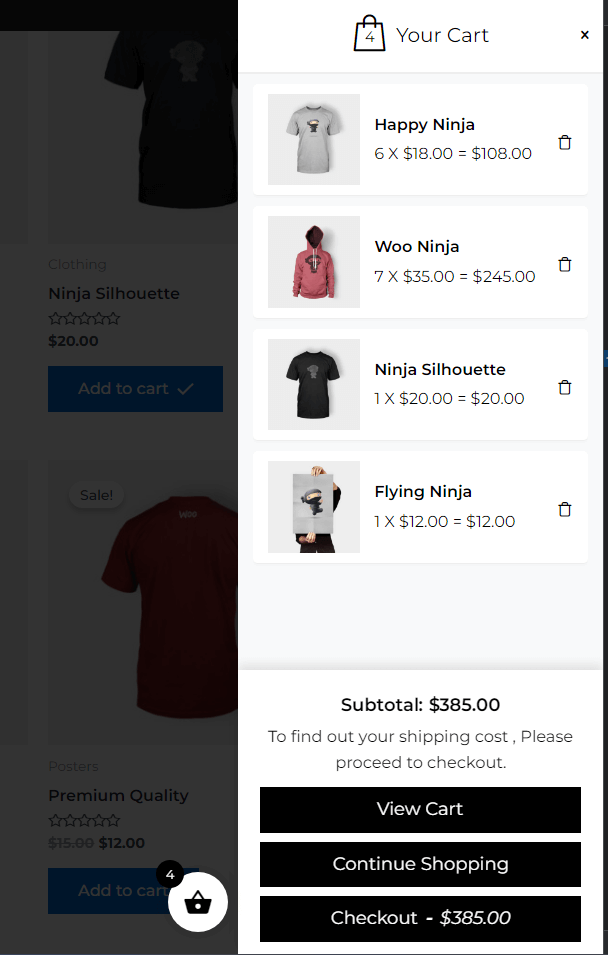 4
Your Cart
x
Happy Ninja
6 X $18.00 = $108.00
Woo Ninja
7 X $35.00 = $245.00
Ninja Silhouette
1 X $20.00 = $20.00
Flying Ninja
1 X $12.00 = $12.00
Subtotal: $385.00
To find out your shipping cost , Please
proceed to checkout.
View Cart
Continue Shopping
Checkout - $385.00
Clothing
Ninja Silhouette
$20.00
Add to cart
Sale!
WOO
Posters
Premium Quality
$15.00 $12.00
Add to cart
4